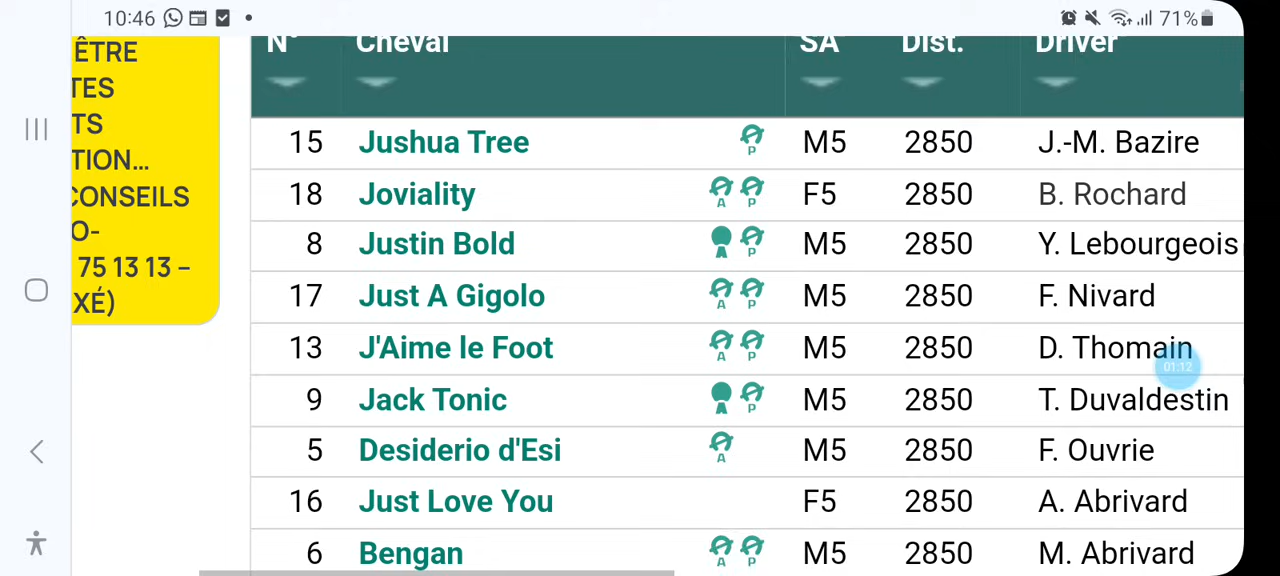 10:46 71%
ÊTRE
TES
TS
TION...
CONSEILS
O-
75 13 13 –
XÉ)
N° Cheval SA Dist. Driver
15 Jushua Tree P M5 2850 J.-M. Bazire
18 Joviality A P F5 2850 B. Rochard
8 Justin Bold A P M5 2850 Y. Lebourgeois
17 Just A Gigolo A P M5 2850 F. Nivard
13 J'Aime le Foot A P M5 2850 D. Thomain
01:12
9 Jack Tonic A P M5 2850 T. Duvaldestin
5 Desiderio d'Esi A M5 2850 F. Ouvrie
16 Just Love You F5 2850 A. Abrivard
6 Bengan A P M5 2850 M. Abrivard